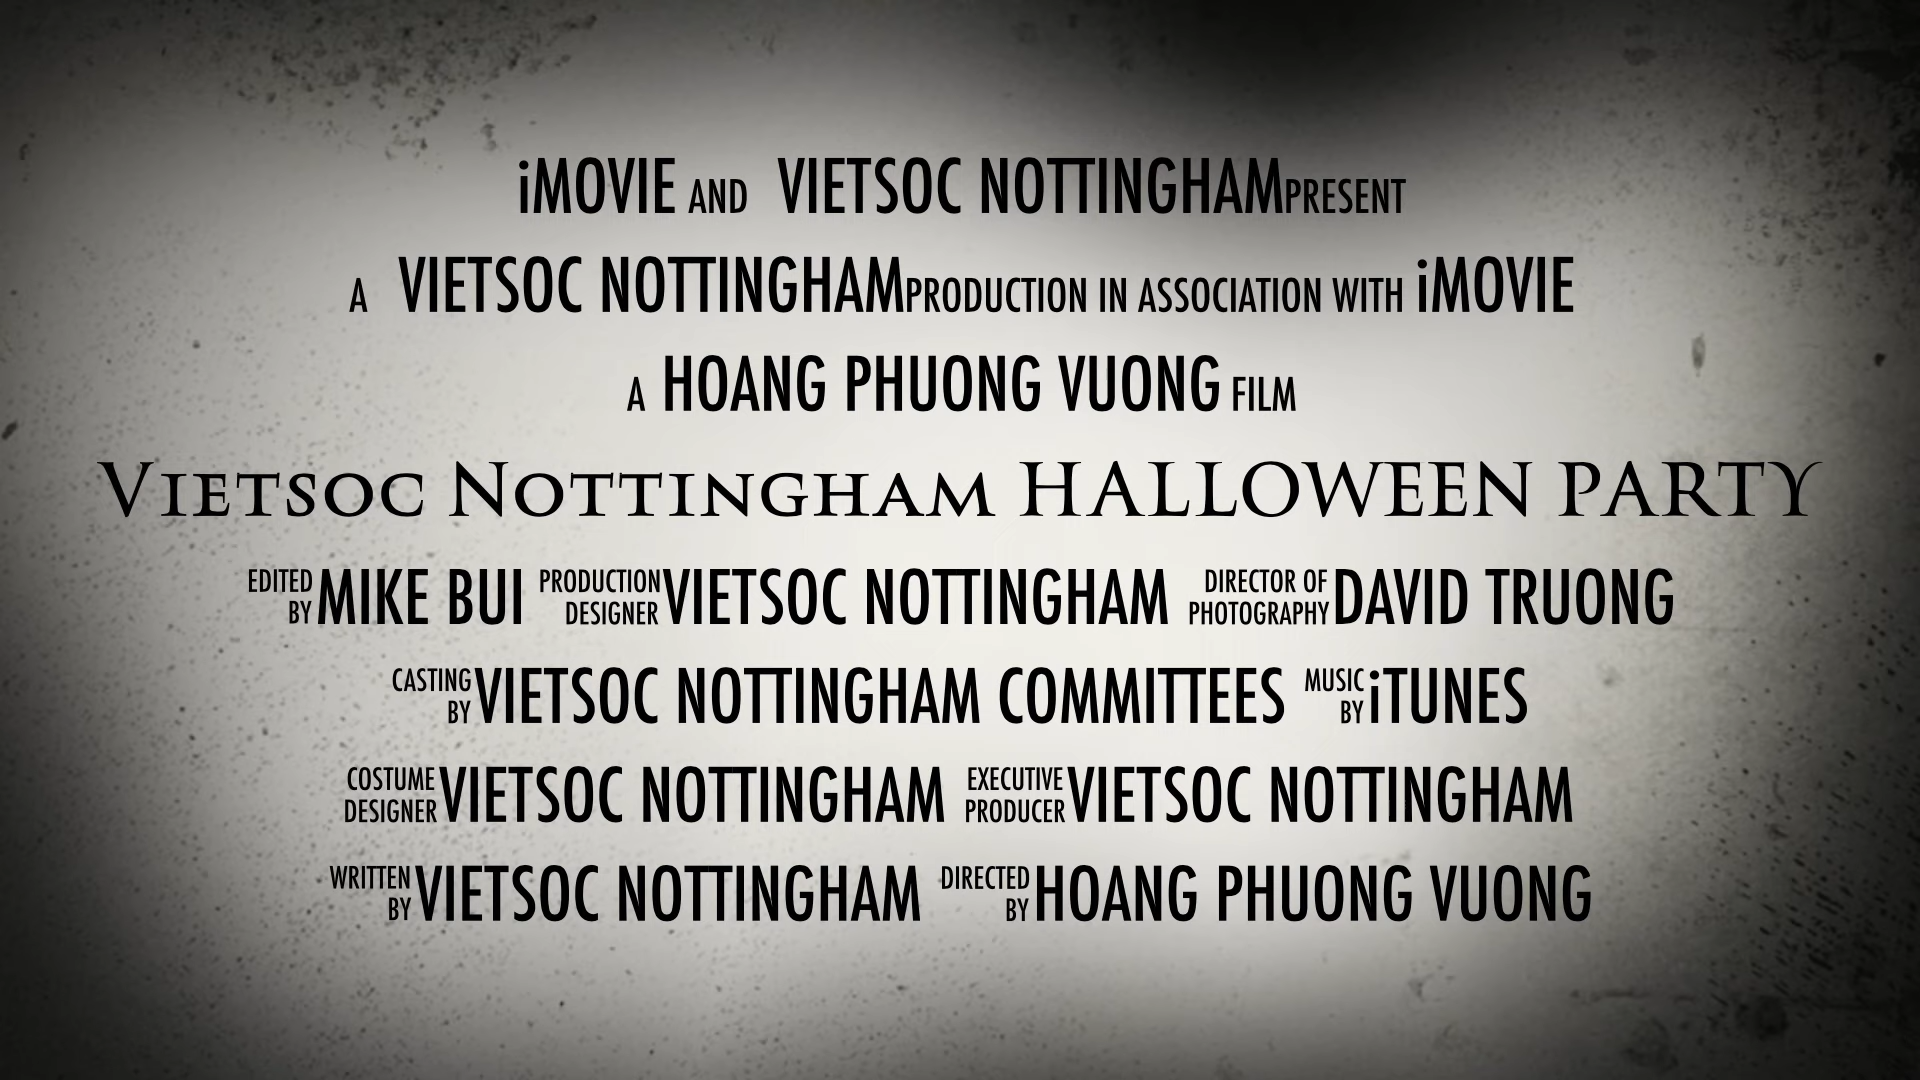 iMOVIE AND VIETSOC NOTTINGHAM PRESENT
A VIETSOC NOTTINGHAM PRODUCTION IN ASSOCIATION WITH iMOVIE
A HOANG PHUONG VUONG FILM
Vietsoc Nottingham HALLOWEEN PARTY
EDITED BY MIKE BUI PRODUCTION DESIGNER VIETSOC NOTTINGHAM DIRECTOR OF PHOTOGRAPHY DAVID TRUONG
CASTING BY VIETSOC NOTTINGHAM COMMITTEES MUSIC BY iTUNES
COSTUME DESIGNER VIETSOC NOTTINGHAM EXECUTIVE PRODUCER VIETSOC NOTTINGHAM
WRITTEN BY VIETSOC NOTTINGHAM DIRECTED BY HOANG PHUONG VUONG